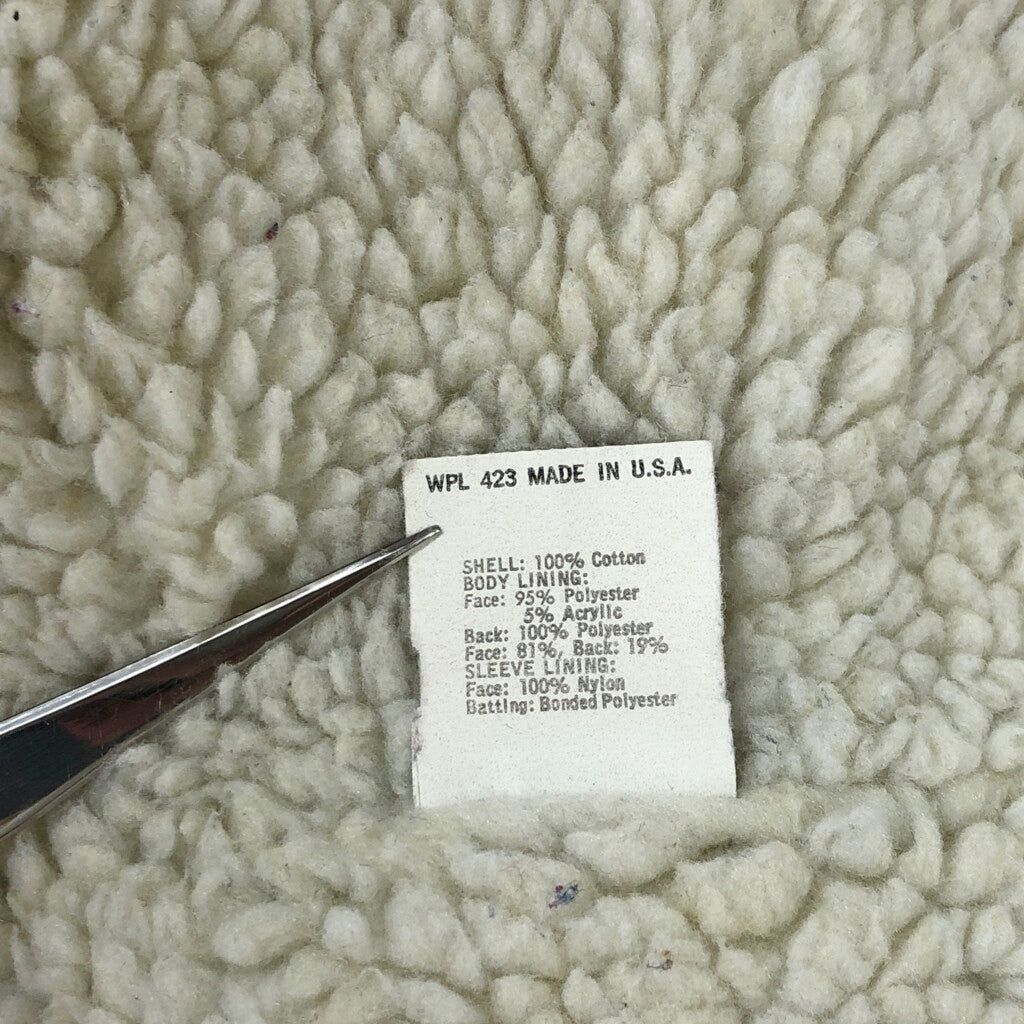 WPL 423 MADE IN U.S.A.
SHELL: 100% Cotton
BODY LINING:
Face: 95% Polyester
5% Acrylic
Back: 100% Polyester
Face: 81%, Back: 19%
SLEEVE LINING:
Face: 100% Nylon
Batting: Bonded Polyester